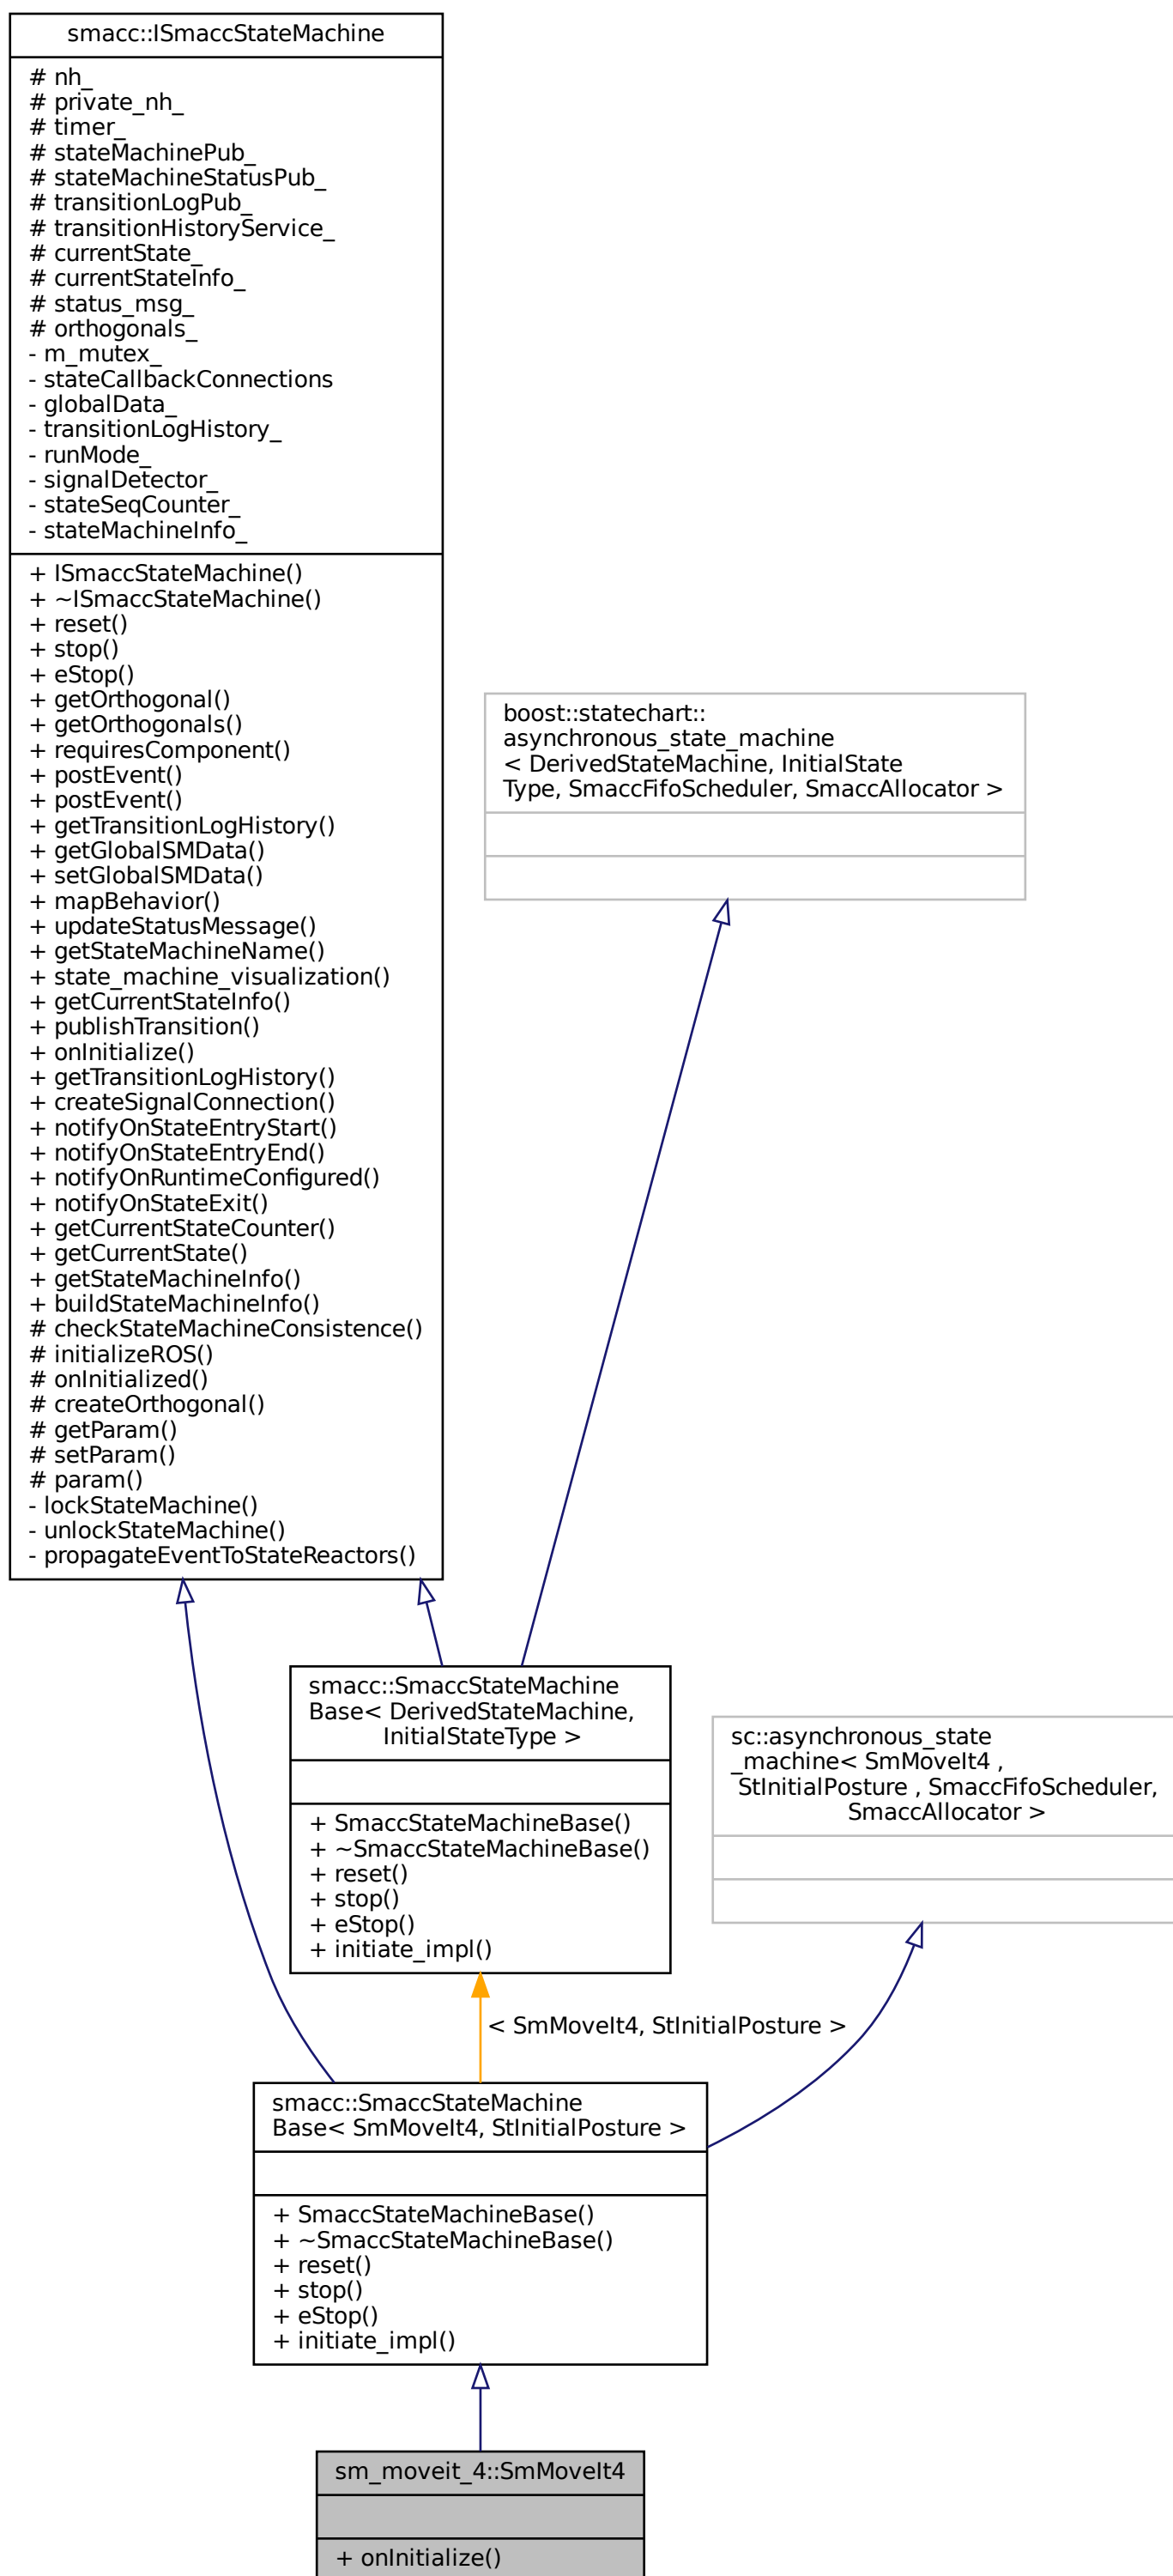 smacc::ISmaccStateMachine
# nh_
# private_nh_
# timer_
# stateMachinePub_
# stateMachineStatusPub_
# transitionLogPub_
# transitionHistoryService_
# currentState_
# currentStateInfo_
# status_msg_
# orthogonals_
- m_mutex_
- stateCallbackConnections
- globalData_
- transitionLogHistory_
- runMode_
- signalDetector_
- stateSeqCounter_
- stateMachineInfo_
+ ISmaccStateMachine()
+ ~ISmaccStateMachine()
+ reset()
+ stop()
+ eStop()
+ getOrthogonal()
+ getOrthogonals()
+ requiresComponent()
+ postEvent()
+ postEvent()
+ getTransitionLogHistory()
+ getGlobalSMData()
+ setGlobalSMData()
+ mapBehavior()
+ updateStatusMessage()
+ getStateMachineName()
+ state_machine_visualization()
+ getCurrentStateInfo()
+ publishTransition()
+ onInitialize()
+ getTransitionLogHistory()
+ createSignalConnection()
+ notifyOnStateEntryStart()
+ notifyOnStateEntryEnd()
+ notifyOnRuntimeConfigured()
+ notifyOnStateExit()
+ getCurrentStateCounter()
+ getCurrentState()
+ getStateMachineInfo()
+ buildStateMachineInfo()
# checkStateMachineConsistence()
# initializeROS()
# onInitialized()
# createOrthogonal()
# getParam()
# setParam()
# param()
- lockStateMachine()
- unlockStateMachine()
- propagateEventToStateReactors()
boost::statechart::
asynchronous_state_machine
< DerivedStateMachine, InitialState
Type, SmaccFifoScheduler, SmaccAllocator >
smacc::SmaccStateMachine
Base< DerivedStateMachine,
InitialStateType >
+ SmaccStateMachineBase()
+ ~SmaccStateMachineBase()
+ reset()
+ stop()
+ eStop()
+ initiate_impl()
sc::asynchronous_state
_machine< SmMoveIt4 ,
StInitialPosture , SmaccFifoScheduler,
SmaccAllocator >
< SmMoveIt4, StInitialPosture >
smacc::SmaccStateMachine
Base< SmMoveIt4, StInitialPosture >
+ SmaccStateMachineBase()
+ ~SmaccStateMachineBase()
+ reset()
+ stop()
+ eStop()
+ initiate_impl()
sm_moveit_4::SmMoveIt4
+ onInitialize()